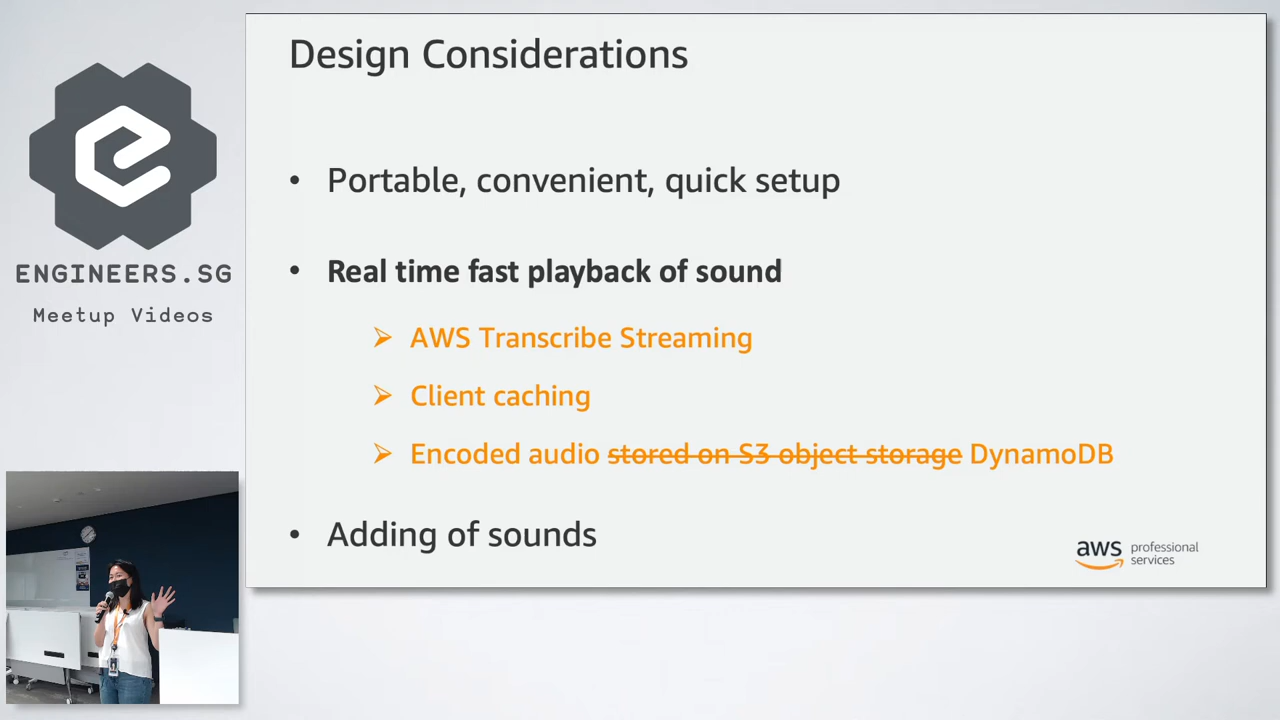 Design Considerations
• Portable, convenient, quick setup
• Real time fast playback of sound
➢ AWS Transcribe Streaming
➢ Client caching
➢ Encoded audio stored on S3 object storage DynamoDB
• Adding of sounds
aws professional
services
ENGINEERS.SG
Meetup Videos